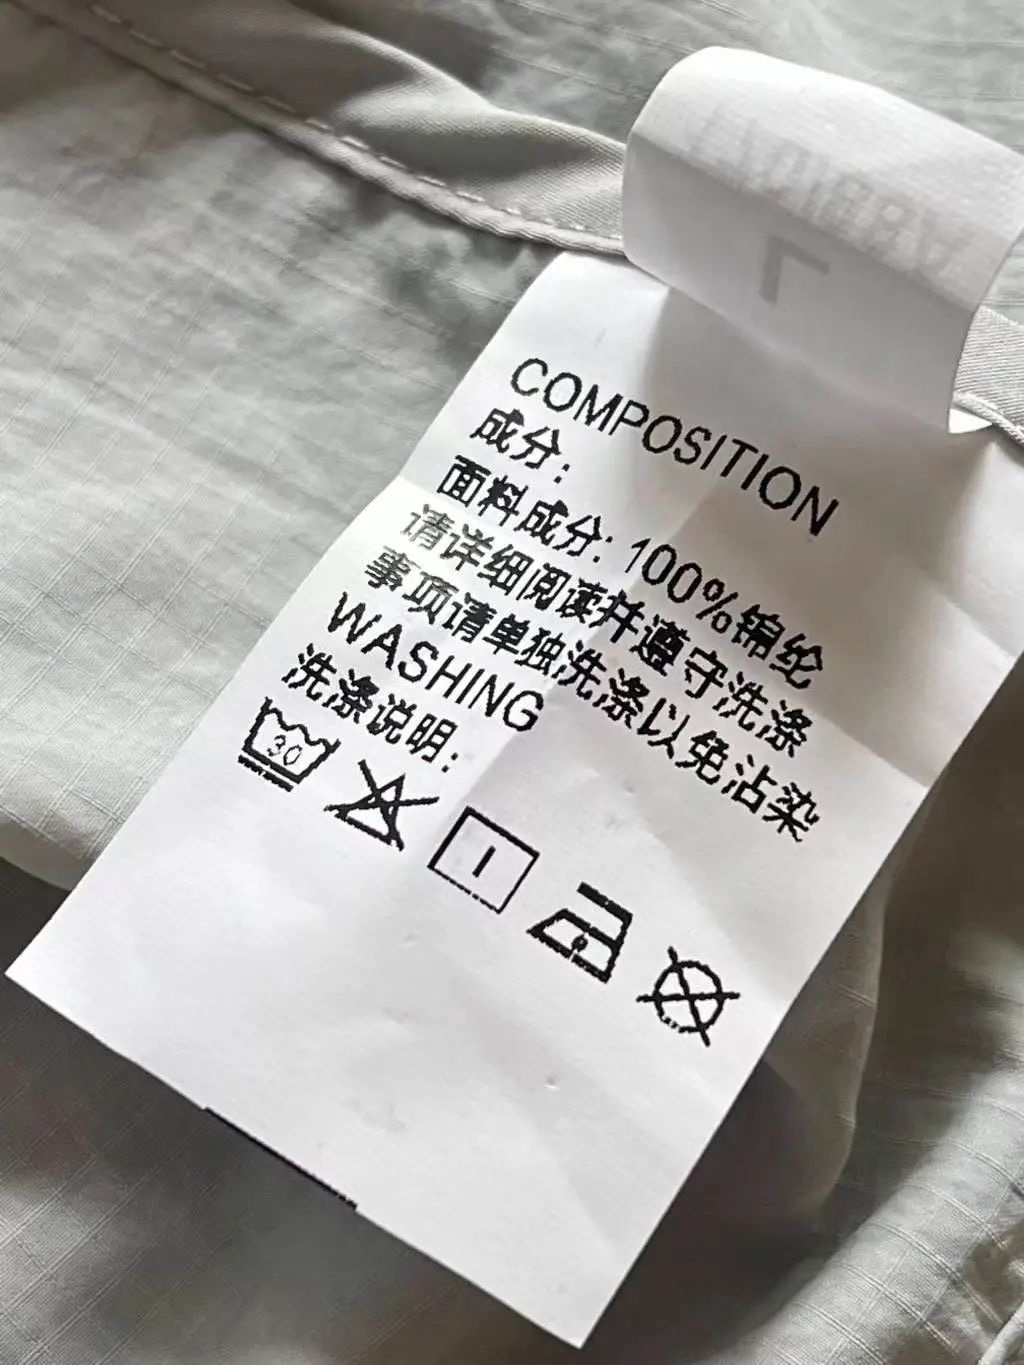 COMPOSITION
成分:
面料成分: 100%锦纶
请详细阅读并遵守洗涤
事项请单独洗涤以免沾染
WASHING
洗涤说明:
30